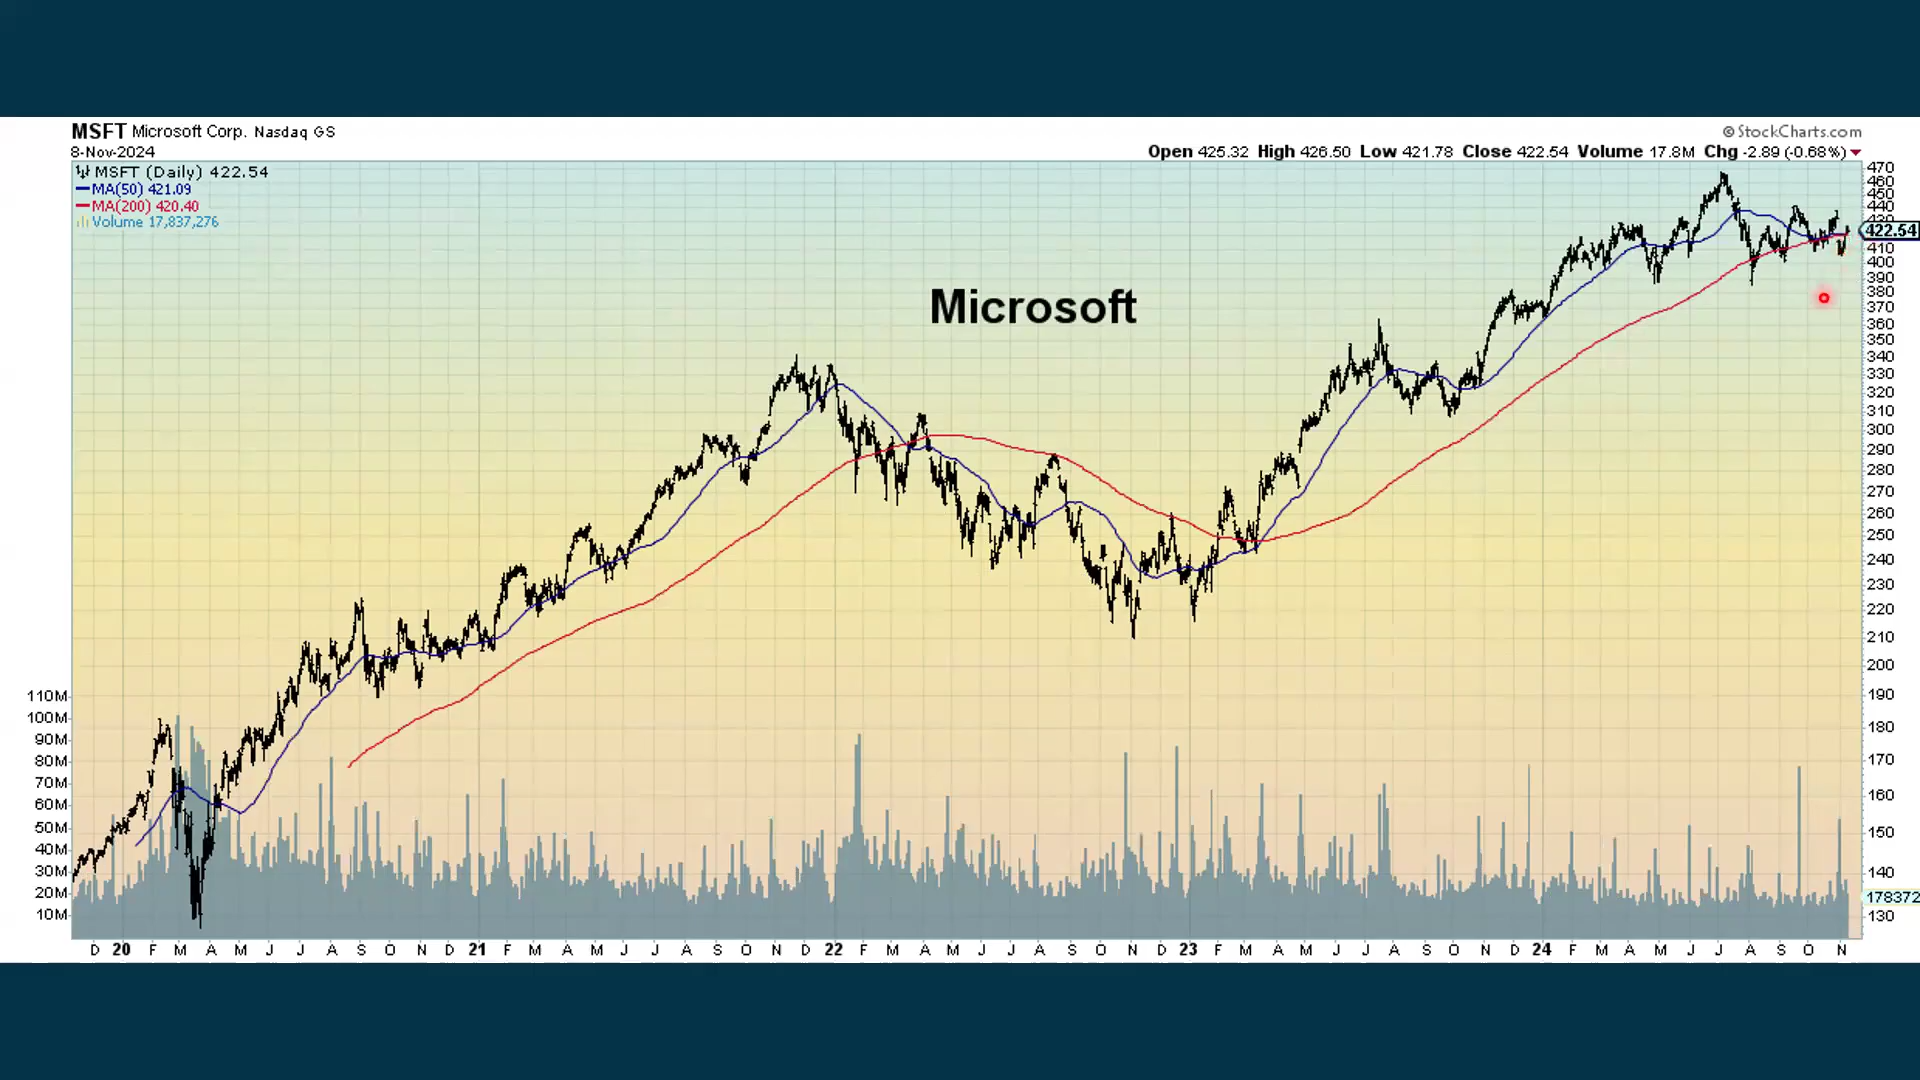 MSFT Microsoft Corp. Nasdaq GS
© StockCharts.com
8-Nov-2024
Open 425.32 High 426.50 Low 421.78 Close 422.54 Volume 17.8M Chg -2.89 (-0.68%)
MSFT (Daily) 422.54
MA(50) 421.09
MA(200) 420.40
Volume 17,837,276
Microsoft
470
460
440
430
422.54
410
400
390
380
370
360
350
340
330
320
310
300
290
280
270
260
250
240
230
220
210
200
190
180
170
160
150
140
178372
130
110M
100M
90M
80M
70M
60M
50M
40M
30M
20M
10M
D 20 F M A M J J A S O N D 21 F M A M J J A S O N D 22 F M A M J J A S O N D 23 F M A M J J A S O N D 24 F M A M J J A S O N